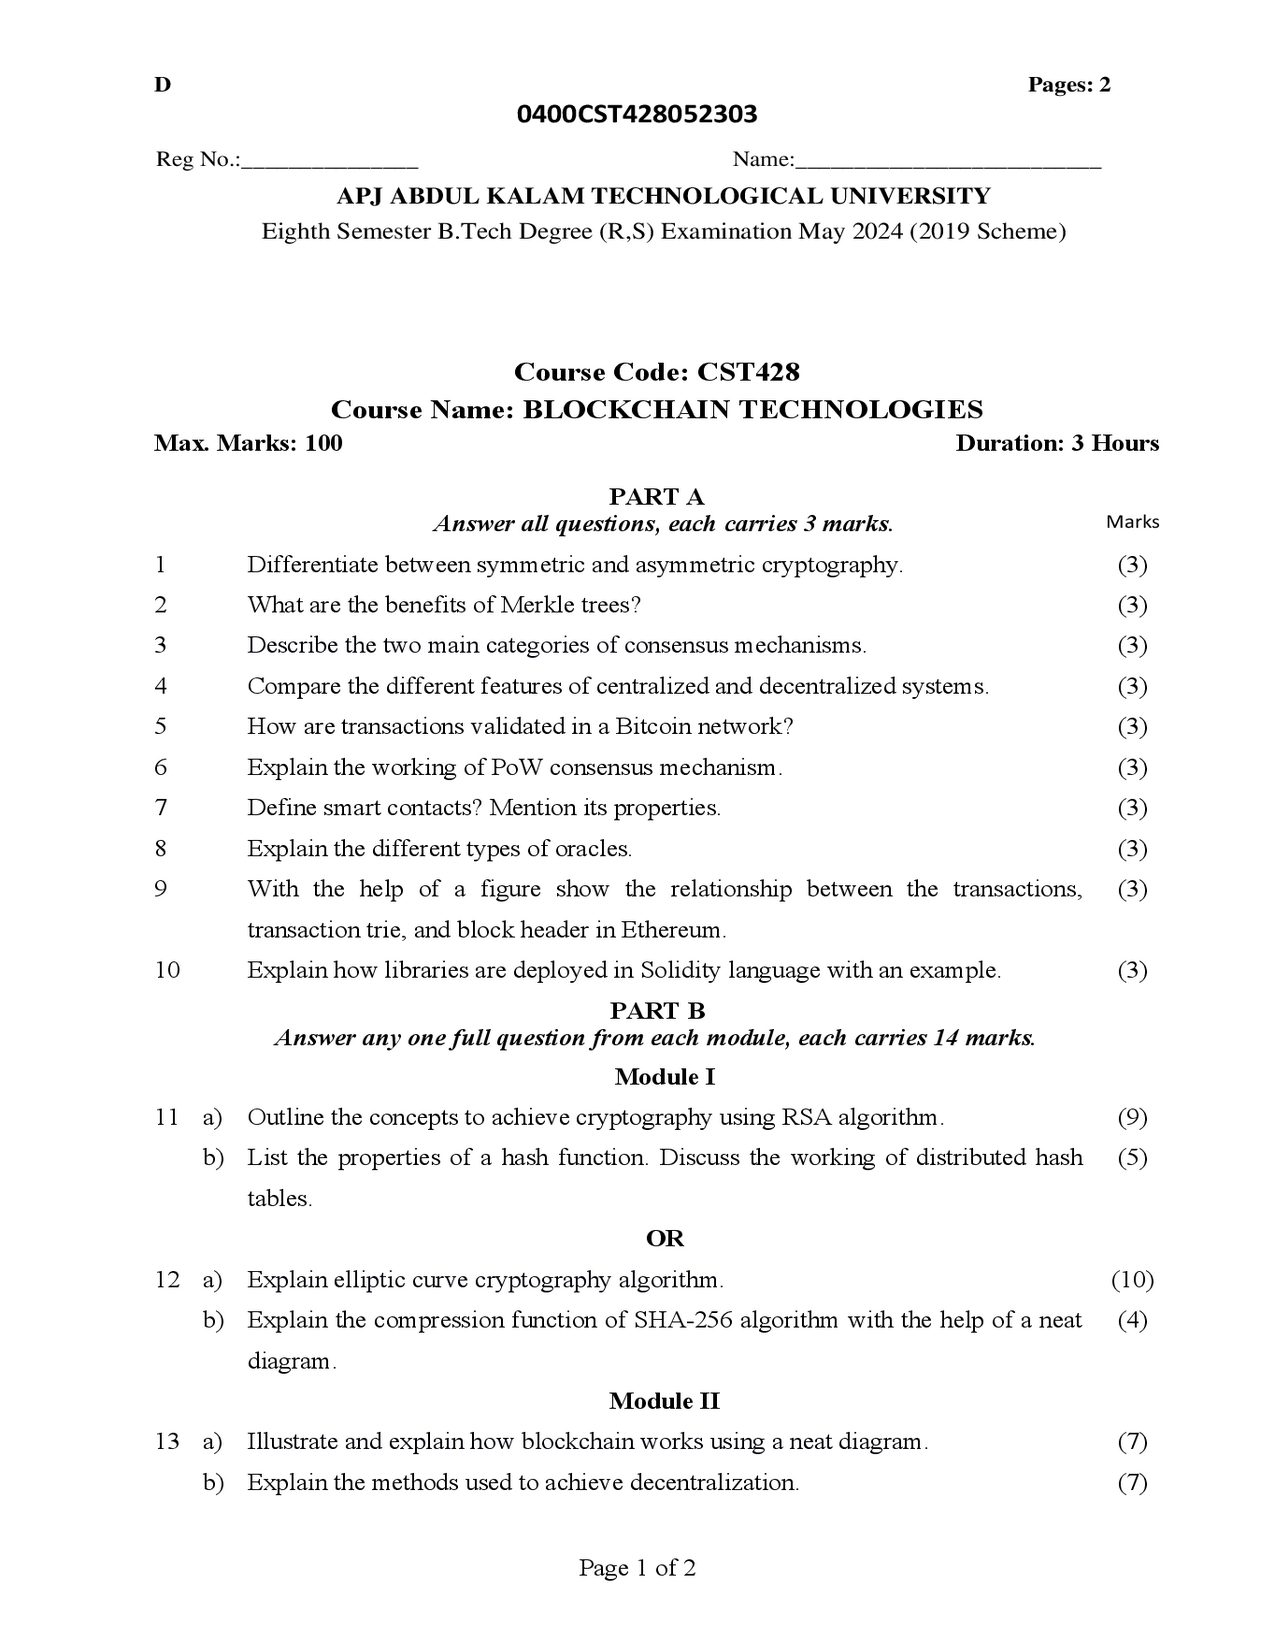 D Pages: 2
0400CST428052303
Reg No.:_______________ Name:__________________________
APJ ABDUL KALAM TECHNOLOGICAL UNIVERSITY
Eighth Semester B.Tech Degree (R,S) Examination May 2024 (2019 Scheme)
Course Code: CST428
Course Name: BLOCKCHAIN TECHNOLOGIES
Max. Marks: 100 Duration: 3 Hours
PART A
Answer all questions, each carries 3 marks. Marks
1 Differentiate between symmetric and asymmetric cryptography. (3)
2 What are the benefits of Merkle trees? (3)
3 Describe the two main categories of consensus mechanisms. (3)
4 Compare the different features of centralized and decentralized systems. (3)
5 How are transactions validated in a Bitcoin network? (3)
6 Explain the working of PoW consensus mechanism. (3)
7 Define smart contacts? Mention its properties. (3)
8 Explain the different types of oracles. (3)
9 With the help of a figure show the relationship between the transactions, (3)
transaction trie, and block header in Ethereum.
10 Explain how libraries are deployed in Solidity language with an example. (3)
PART B
Answer any one full question from each module, each carries 14 marks.
Module I
11 a) Outline the concepts to achieve cryptography using RSA algorithm. (9)
b) List the properties of a hash function. Discuss the working of distributed hash (5)
tables.
OR
12 a) Explain elliptic curve cryptography algorithm. (10)
b) Explain the compression function of SHA-256 algorithm with the help of a neat (4)
diagram.
Module II
13 a) Illustrate and explain how blockchain works using a neat diagram. (7)
b) Explain the methods used to achieve decentralization. (7)
Page 1 of 2